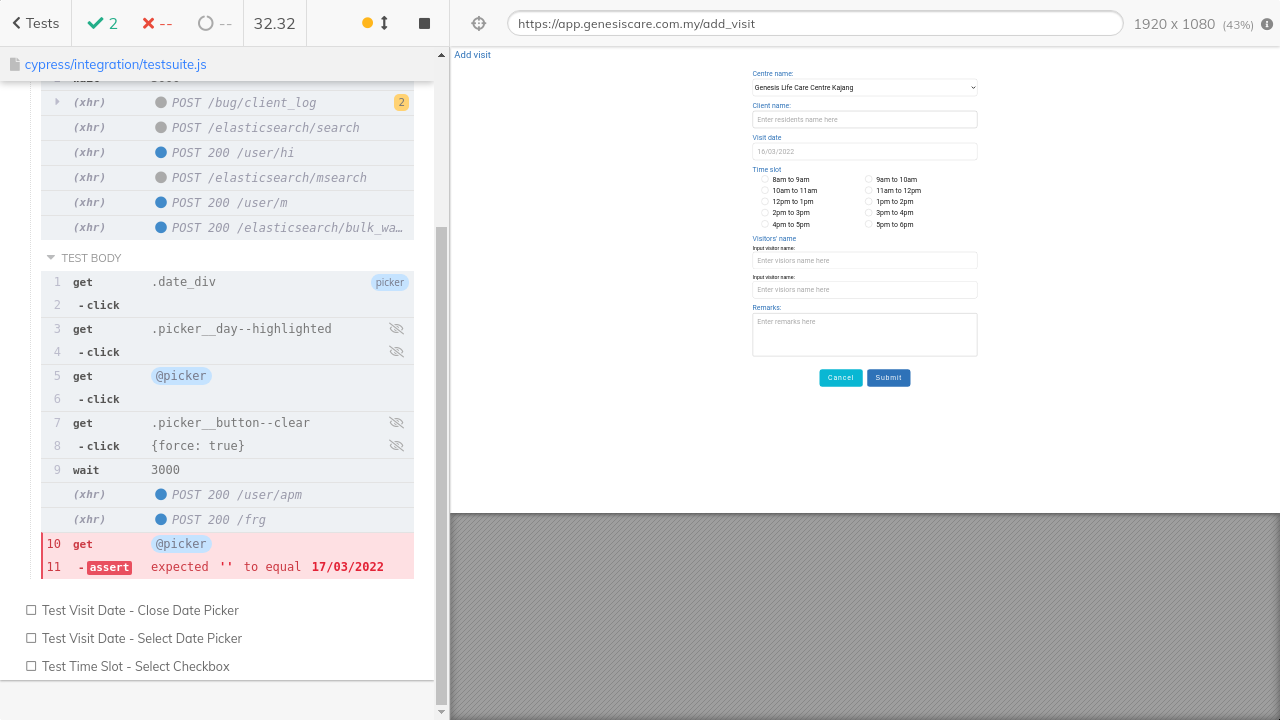 Tests
2
--
--
32.32
https://app.genesiscare.com.my/add_visit
1920 x 1080 (43%)
cypress/integration/testsuite.js
(xhr) POST /bug/client_log 2
(xhr) POST /elasticsearch/search
(xhr) POST 200 /user/hi
(xhr) POST /elasticsearch/search
(xhr) POST 200 /user/m
(xhr) POST 200 /elasticsearch/bulk_wa…
BODY
1 get .date_div picker
2 -click
3 get .picker__day--highlighted
4 -click
5 get @picker
6 -click
7 get .picker__button--clear
8 -click {force: true}
9 wait 3000
(xhr) POST 200 /user/apm
(xhr) POST 200 /frg
10 get @picker
11 -assert expected '' to equal 17/03/2022
Test Visit Date - Close Date Picker
Test Visit Date - Select Date Picker
Test Time Slot - Select Checkbox
Add visit
Centre name:
Genesis Life Care Centre Kajang
Client name:
Enter residents name here
Visit date
16/03/2022
Time slot
8am to 9am 9am to 10am
10am to 11am 11am to 12pm
12pm to 1pm 1pm to 2pm
2pm to 3pm 3pm to 4pm
4pm to 5pm 5pm to 6pm
Visitors' name
Input visitor name:
Enter visiors name here
Input visitor name:
Enter visiors name here
Remarks:
Enter remarks here
Cancel Submit